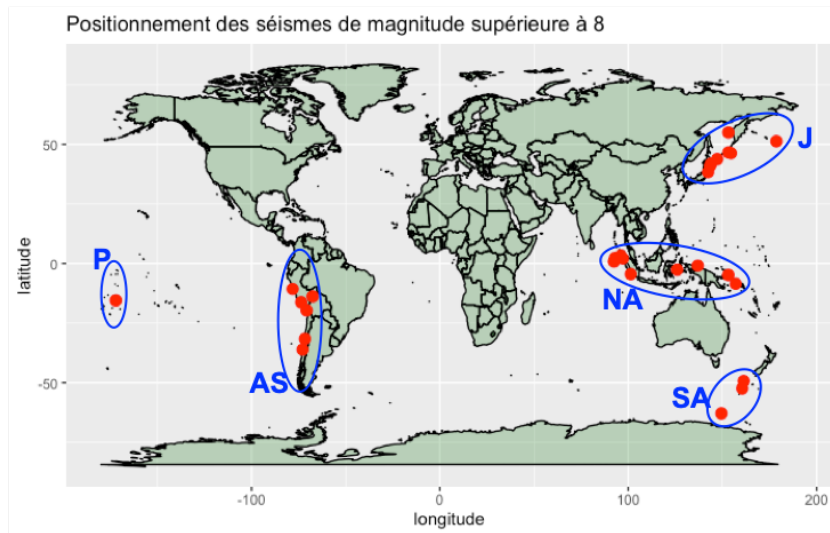 Positionnement des séismes de magnitude supérieure à 8
50
J
P
0
NA
AS
SA
-50
-100
0
100
200
latitude
longitude